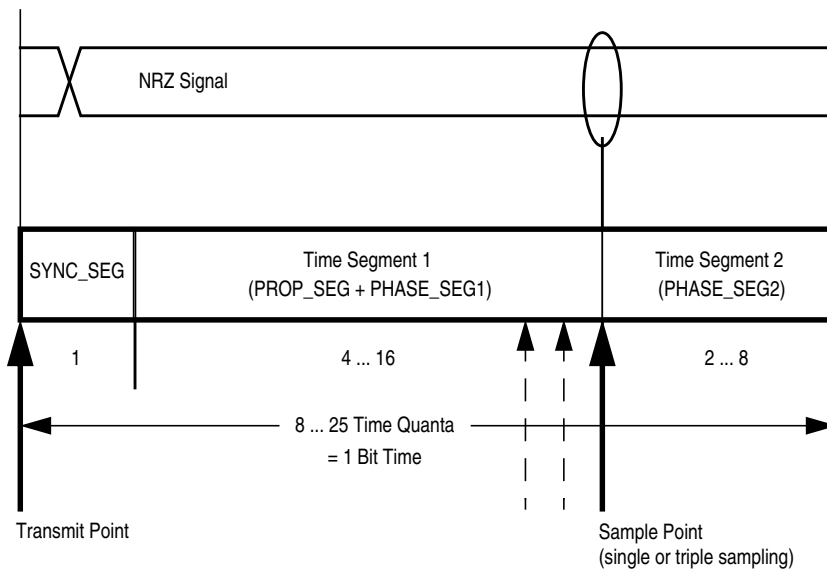 NRZ Signal
SYNC_SEG
Time Segment 1
(PROP_SEG + PHASE_SEG1)
Time Segment 2
(PHASE_SEG2)
1
4 ... 16
2 ... 8
8 ... 25 Time Quanta
= 1 Bit Time
Transmit Point
Sample Point
(single or triple sampling)